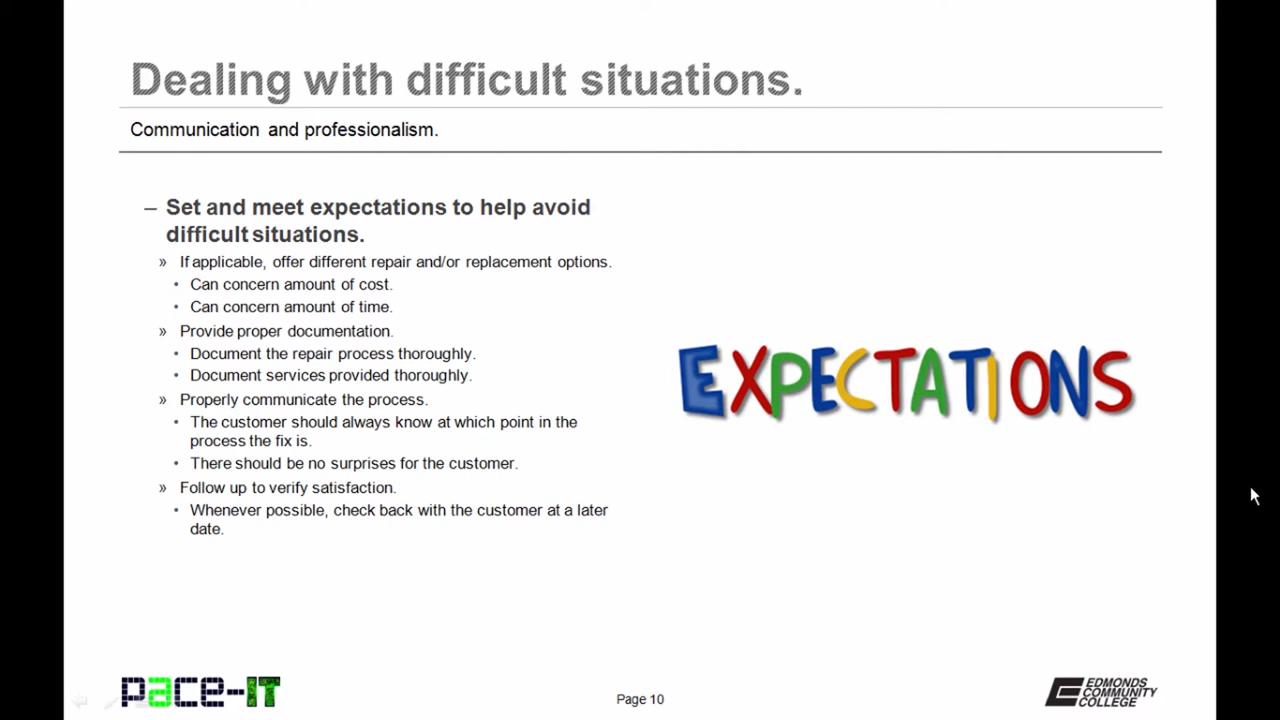 Dealing with difficult situations.
Communication and professionalism.
– Set and meet expectations to help avoid
difficult situations.
» If applicable, offer different repair and/or replacement options.
• Can concern amount of cost.
• Can concern amount of time.
» Provide proper documentation.
• Document the repair process thoroughly.
• Document services provided thoroughly.
» Properly communicate the process.
• The customer should always know at which point in the
process the fix is.
• There should be no surprises for the customer.
» Follow up to verify satisfaction.
• Whenever possible, check back with the customer at a later
date.
EXPECTATIONS
pace-IT
Page 10
EDMONDS
COMMUNITY
COLLEGE